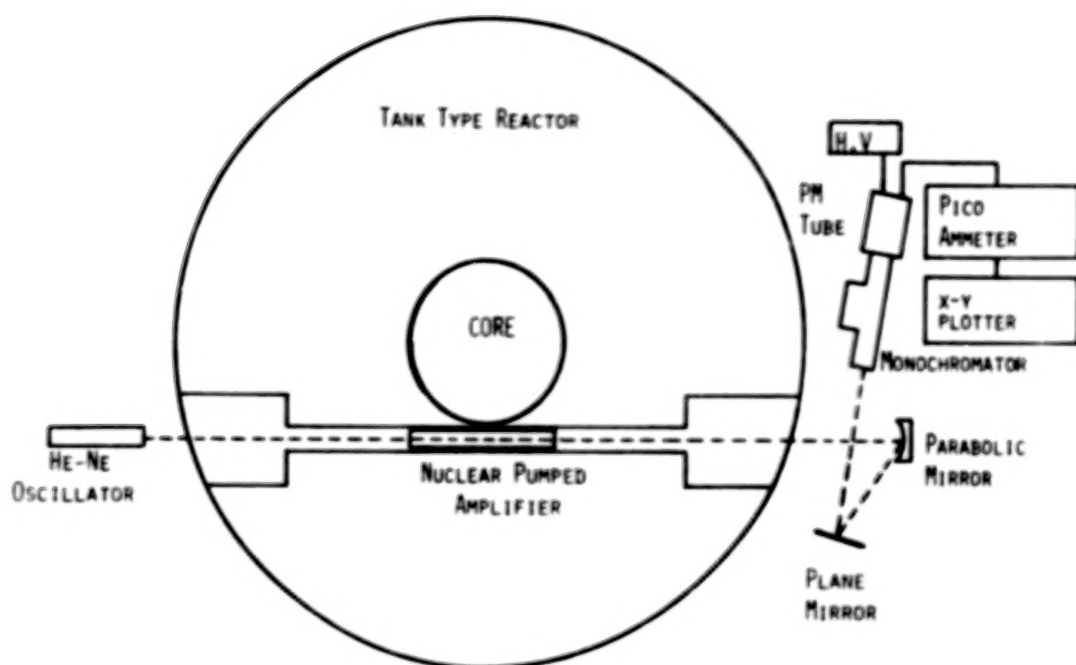 TANK TYPE REACTOR
H.V
PM
TUBE
PICO
AMMETER
X-Y
PLOTTER
CORE
MONOCHROMATOR
HE-NE
OSCILLATOR
NUCLEAR PUMPED
AMPLIFIER
PARABOLIC
MIRROR
PLANE
MIRROR